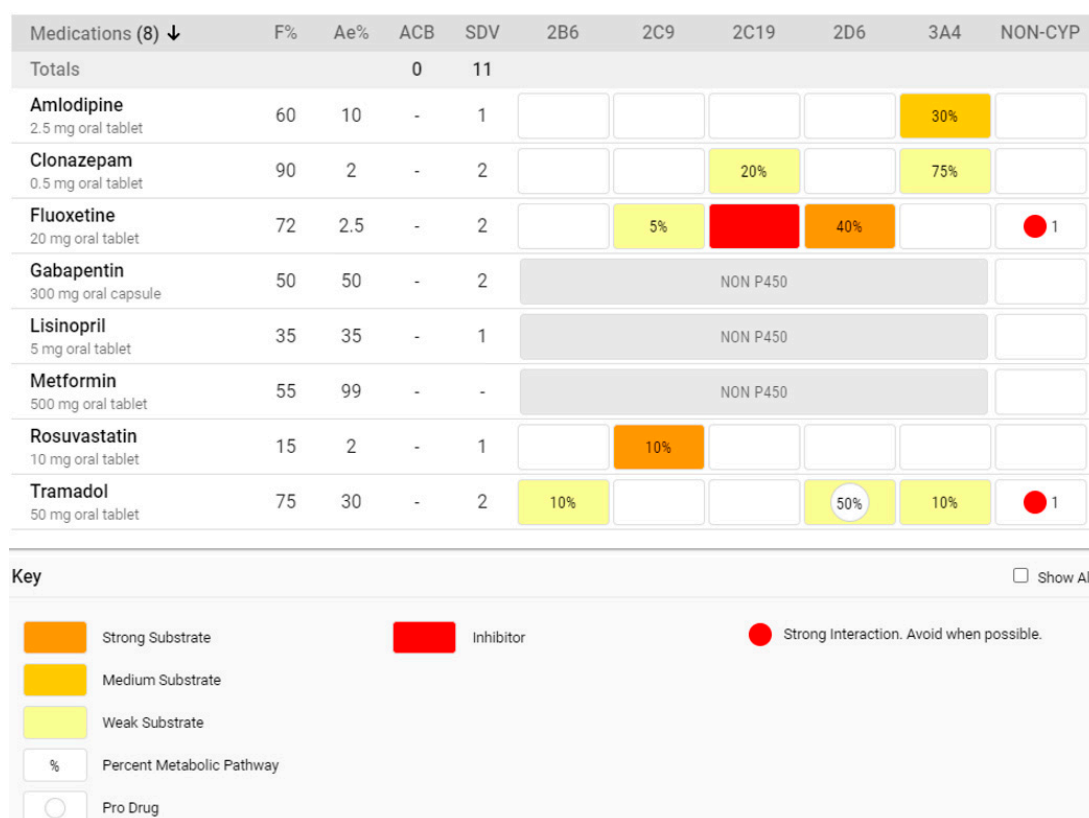 Medications (8) ↓ F% Ae% ACB SDV 2B6 2C9 2C19 2D6 3A4 NON-CYP
Totals 0 11
Amlodipine 60 10 - 1 30%
2.5 mg oral tablet
Clonazepam 90 2 - 2 20% 75%
0.5 mg oral tablet
Fluoxetine 72 2.5 - 2 5% 40% 1
20 mg oral tablet
Gabapentin 50 50 - 2 NON P450
300 mg oral capsule
Lisinopril 35 35 - 1 NON P450
5 mg oral tablet
Metformin 55 99 - - NON P450
500 mg oral tablet
Rosuvastatin 15 2 - 1 10%
10 mg oral tablet
Tramadol 75 30 - 2 10% 50% 10% 1
50 mg oral tablet
Key Show Al
Strong Substrate Inhibitor Strong Interaction. Avoid when possible.
Medium Substrate
Weak Substrate
% Percent Metabolic Pathway
Pro Drug